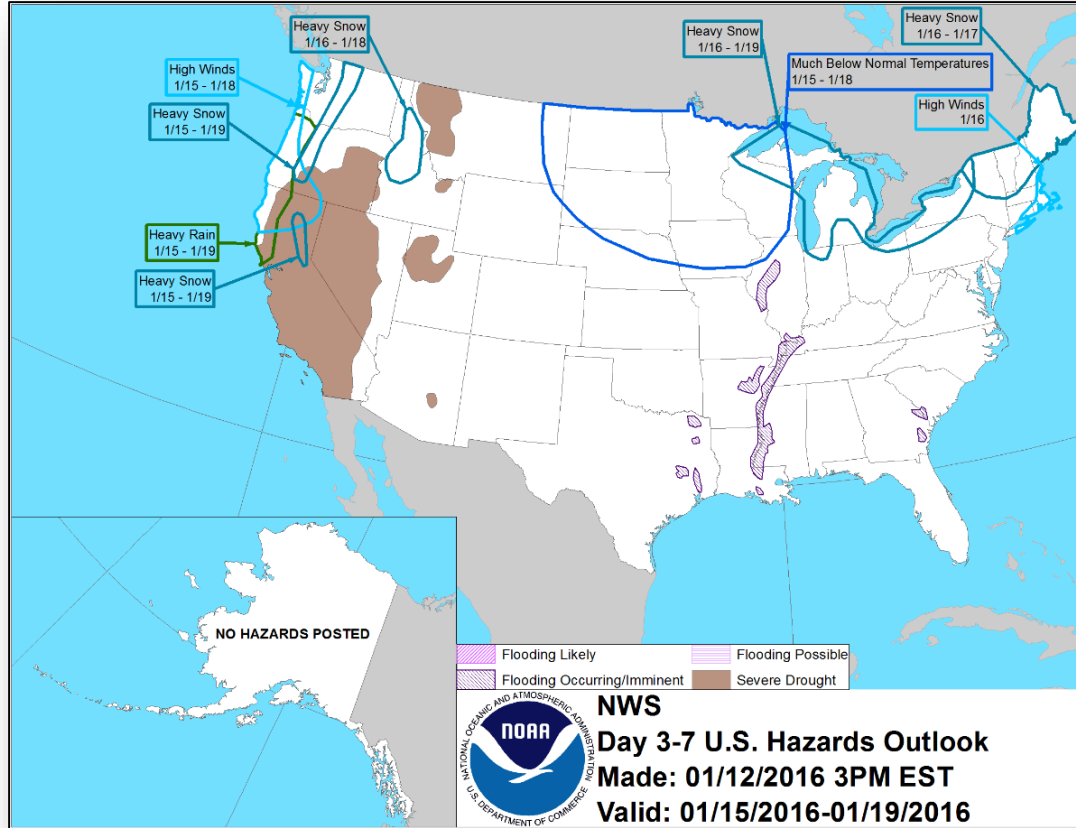 Heavy Snow
1/16 - 1/18
Heavy Snow
1/16 - 1/19
Heavy Snow
1/16 - 1/17
High Winds
1/15 - 1/18
Much Below Normal Temperatures
1/15 - 1/18
Heavy Snow
1/15 - 1/19
High Winds
1/16
Heavy Rain
1/15 - 1/19
Heavy Snow
1/15 - 1/19
NO HAZARDS POSTED
Flooding Likely
Flooding Possible
Flooding Occurring/Imminent
Severe Drought
NATIONAL OCEANIC AND ATMOSPHERIC ADMINISTRATION
NOAA
U.S. DEPARTMENT OF COMMERCE
NWS
Day 3-7 U.S. Hazards Outlook
Made: 01/12/2016 3PM EST
Valid: 01/15/2016-01/19/2016